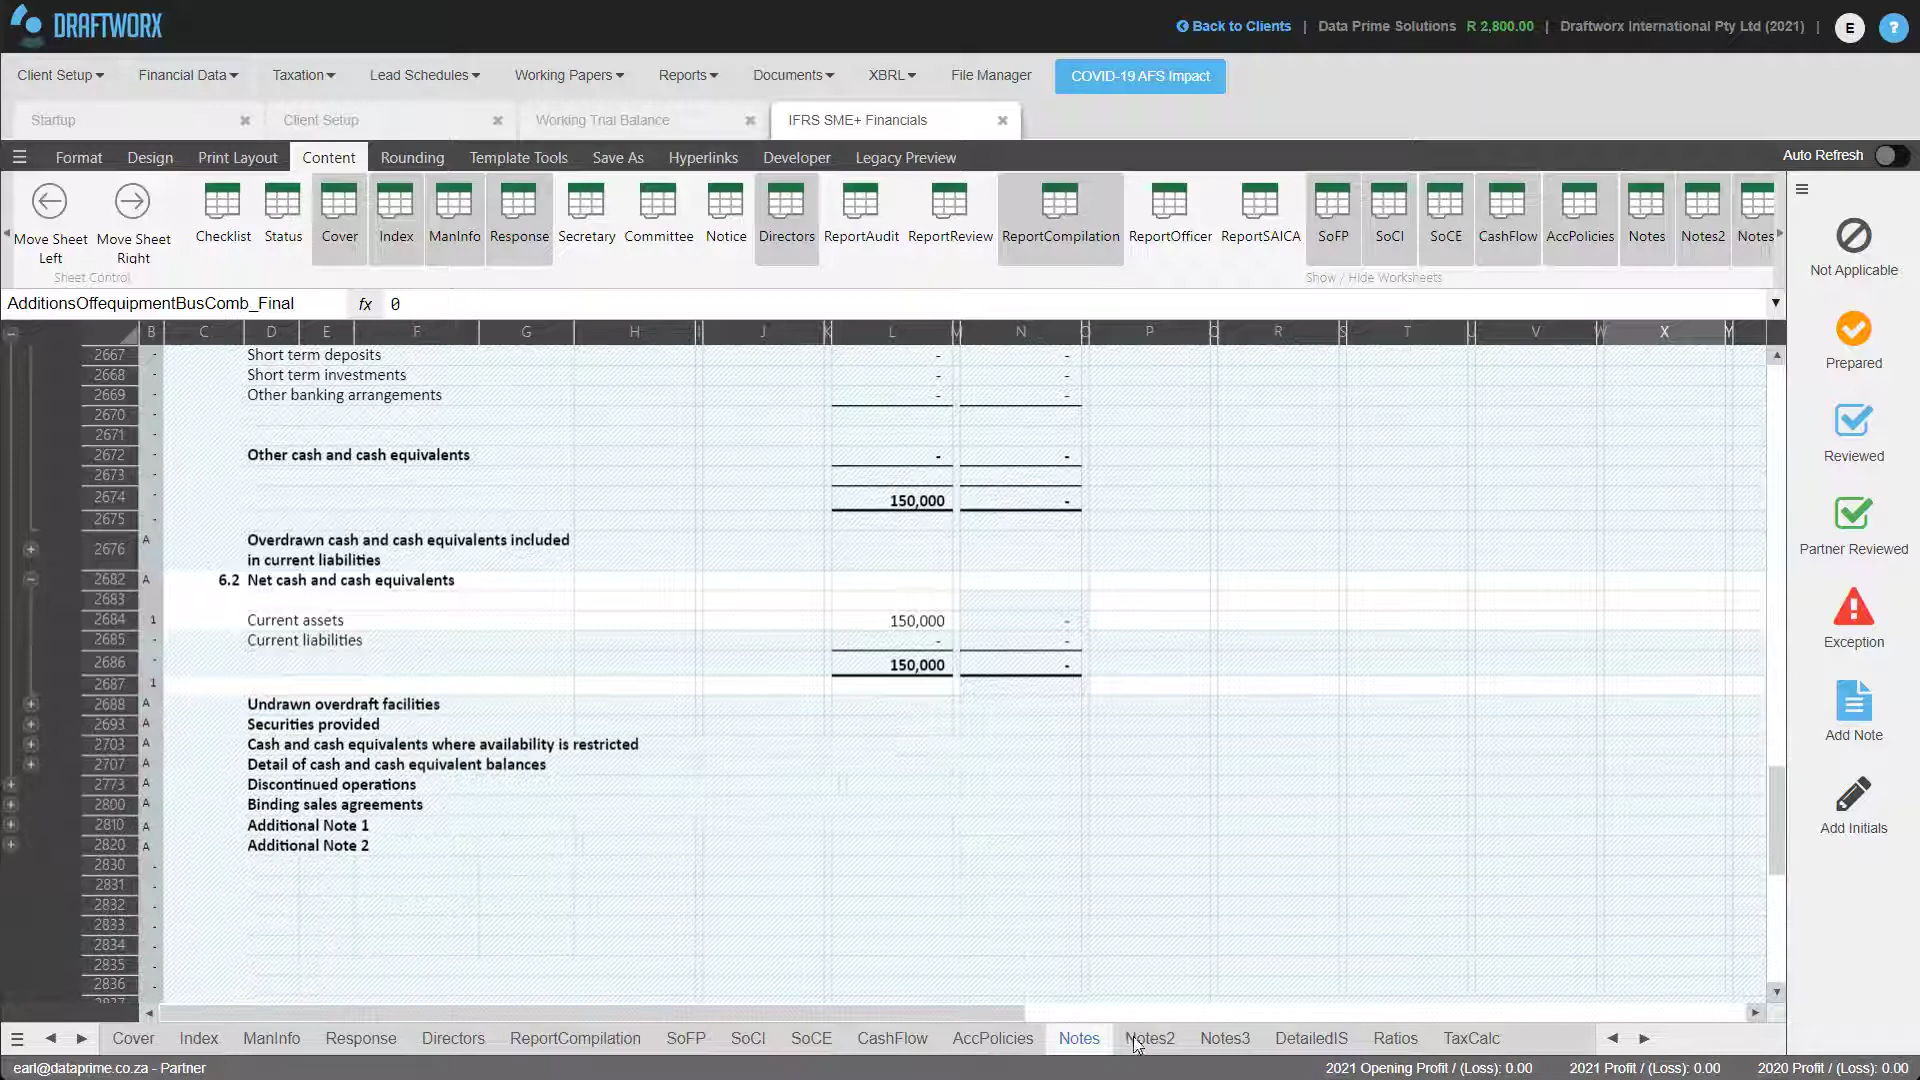 DRAFTWORX
Back to Clients | Data Prime Solutions R 2,800.00 | Draftworx International Pty Ltd (2021) | E ?
Client Setup Financial Data Taxation Lead Schedules Working Papers Reports Documents XBRL File Manager COVID-19 AFS Impact
Startup Client Setup Working Trial Balance IFRS SME+ Financials
Format Design Print Layout Content Rounding Template Tools Save As Hyperlinks Developer Legacy Preview Auto Refresh
Move Sheet Left Move Sheet Right Checklist Status Cover Index ManInfo Response Secretary Committee Notice Directors ReportAudit ReportReview ReportCompilation ReportOfficer ReportSAICA SoFP SoCI SoCE CashFlow AccPolicies Notes Notes2 Notes
Sheet Control Show / Hide Worksheets
AdditionsOffequipmentBusComb_Final fx 0
B C D E F G H I J K L M N O P Q R S T U V W X Y
2667 - Short term deposits - -
2668 - Short term investments - -
2669 - Other banking arrangements - -
2670 -
2671 -
2672 - Other cash and cash equivalents - -
2673 -
2674 - 150,000 -
2675 -
2676 A Overdrawn cash and cash equivalents included
in current liabilities
2682 A 6.2 Net cash and cash equivalents
2683
2684 1 Current assets 150,000 -
2685 - Current liabilities - -
2686 - 150,000 -
2687 1
2688 A Undrawn overdraft facilities
2693 A Securities provided
2703 A Cash and cash equivalents where availability is restricted
2707 A Detail of cash and cash equivalent balances
2773 A Discontinued operations
2800 A Binding sales agreements
2810 A Additional Note 1
2820 A Additional Note 2
2830 -
2831 -
2832 -
2833 -
2834 -
2835 -
2836 -
2837
Not Applicable
Prepared
Reviewed
Partner Reviewed
Exception
Add Note
Add Initials
Cover Index ManInfo Response Directors ReportCompilation SoFP SoCI SoCE CashFlow AccPolicies Notes Notes2 Notes3 DetailedIS Ratios TaxCalc
earl@dataprime.co.za - Partner 2021 Opening Profit / (Loss): 0.00 2021 Profit / (Loss): 0.00 2020 Profit / (Loss): 0.00